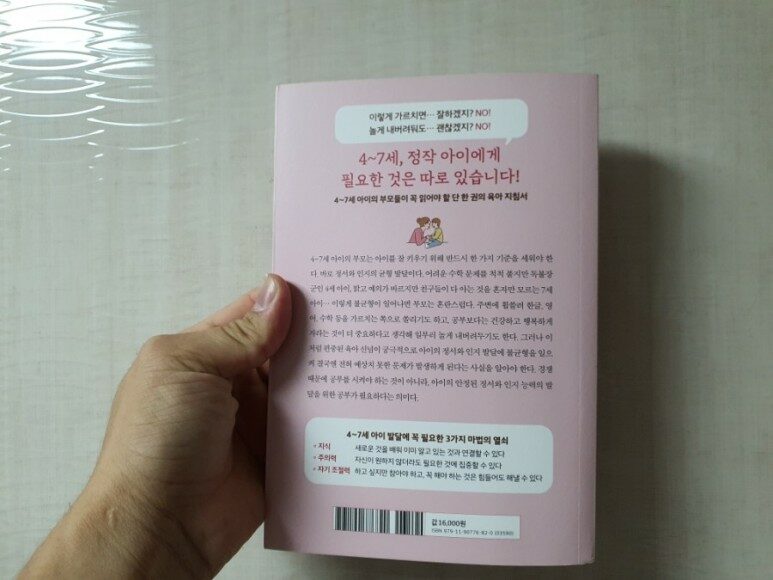 이렇게 가르치면… 잘하겠지? NO!
놀게 내버려둬도… 괜찮겠지? NO!
4~7세, 정작 아이에게
필요한 것은 따로 있습니다!
4~7세 아이의 부모들이 꼭 읽어야 할 단 한 권의 육아 지침서
4~7세 아이의 부모는 아이를 잘 키우기 위해 반드시 한 가지 기준을 세워야 한
다. 바로 정서와 인지의 균형 발달이다. 어려운 수학 문제를 척척 풀지만 독불장
군인 4세 아이, 밝고 예의가 바르지만 친구들이 다 아는 것을 혼자만 모르는 7세
아이… 이렇게 불균형이 일어나면 부모는 혼란스럽다. 주변에 휩쓸려 한글, 영
어, 수학 등을 가르치는 쪽으로 쏠리기도 하고, 공부보다는 건강하고 행복하게
자라는 것이 더 중요하다고 생각해 일부러 놀게 내버려두기도 한다. 그러나 이
처럼 편중된 육아 신념이 궁극적으로 아이의 정서와 인지 발달에 불균형을 일으
켜 결국엔 전혀 예상치 못한 문제가 발생하게 된다는 사실을 알아야 한다. 경쟁
때문에 공부를 시켜야 하는 것이 아니라, 아이의 안정된 정서와 인지 능력의 발
달을 위한 공부가 필요하다는 의미다.
4~7세 아이 발달에 꼭 필요한 3가지 마법의 열쇠
+ 지식 새로운 것을 배워 이미 알고 있는 것과 연결할 수 있다
+ 주의력 자신이 원하지 않더라도 필요한 것에 집중할 수 있다
+ 자기 조절력 하고 싶지만 참아야 하고, 꼭 해야 하는 것은 힘들어도 해낼 수 있다
값 16,000원
ISBN 979-11-90776-82-0 (03590)